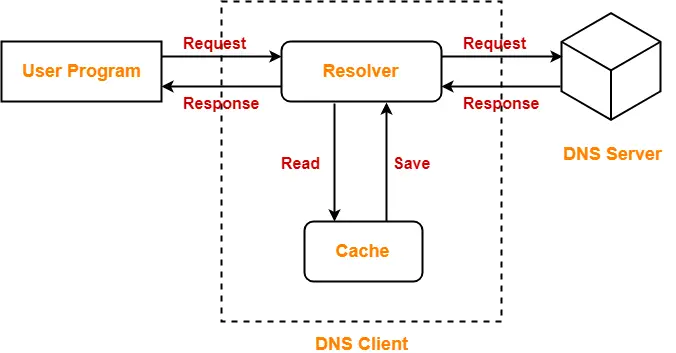 Request
Request
User Program
Resolver
Response
Response
DNS Server
Read
Save
Cache
DNS Client